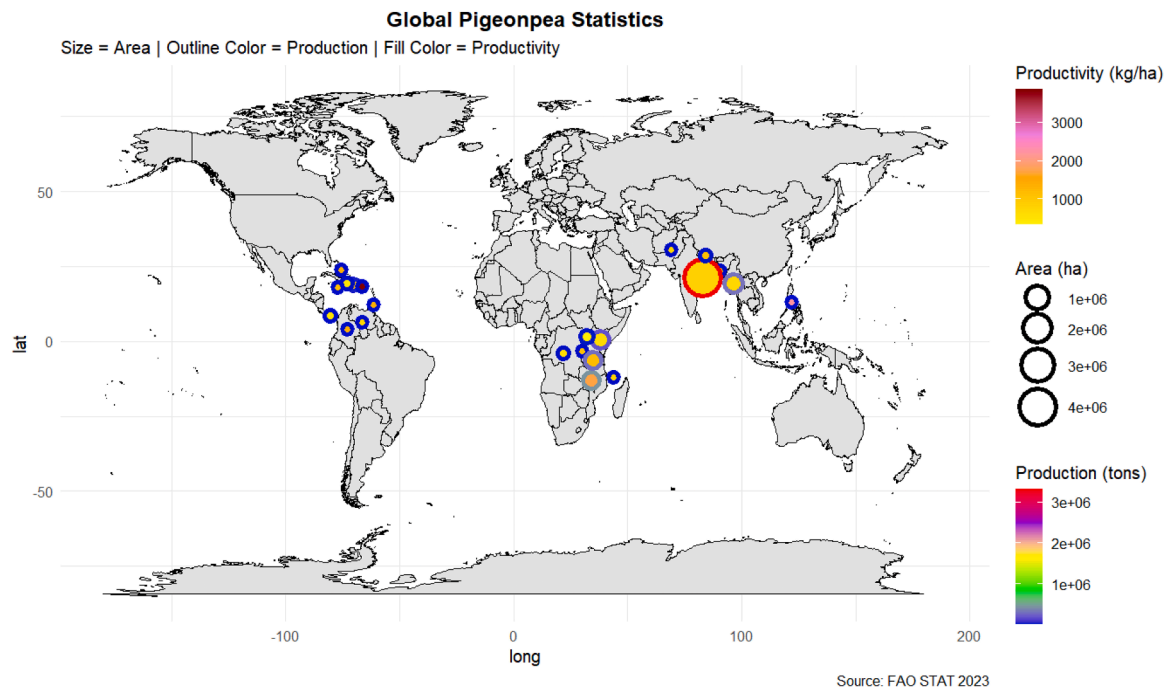 Global Pigeonpea Statistics
Size = Area | Outline Color = Production | Fill Color = Productivity
Productivity (kg/ha)
3000
2000
1000
Area (ha)
1e+06
2e+06
3e+06
4e+06
Production (tons)
3e+06
2e+06
1e+06
lat
50
0
-50
-100
0
100
200
long
Source: FAO STAT 2023